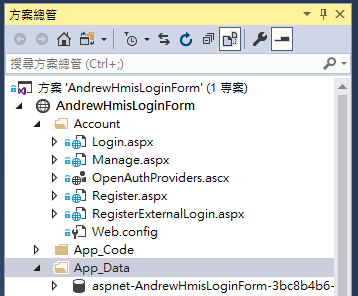 方案總管
搜尋方案總管 (Ctrl+;)
方案 'AndrewHmisLoginForm' (1 專案)
AndrewHmisLoginForm
Account
Login.aspx
Manage.aspx
OpenAuthProviders.ascx
Register.aspx
RegisterExternalLogin.aspx
Web.config
App_Code
App_Data
aspnet-AndrewHmisLoginForm-3bc8b4b6-